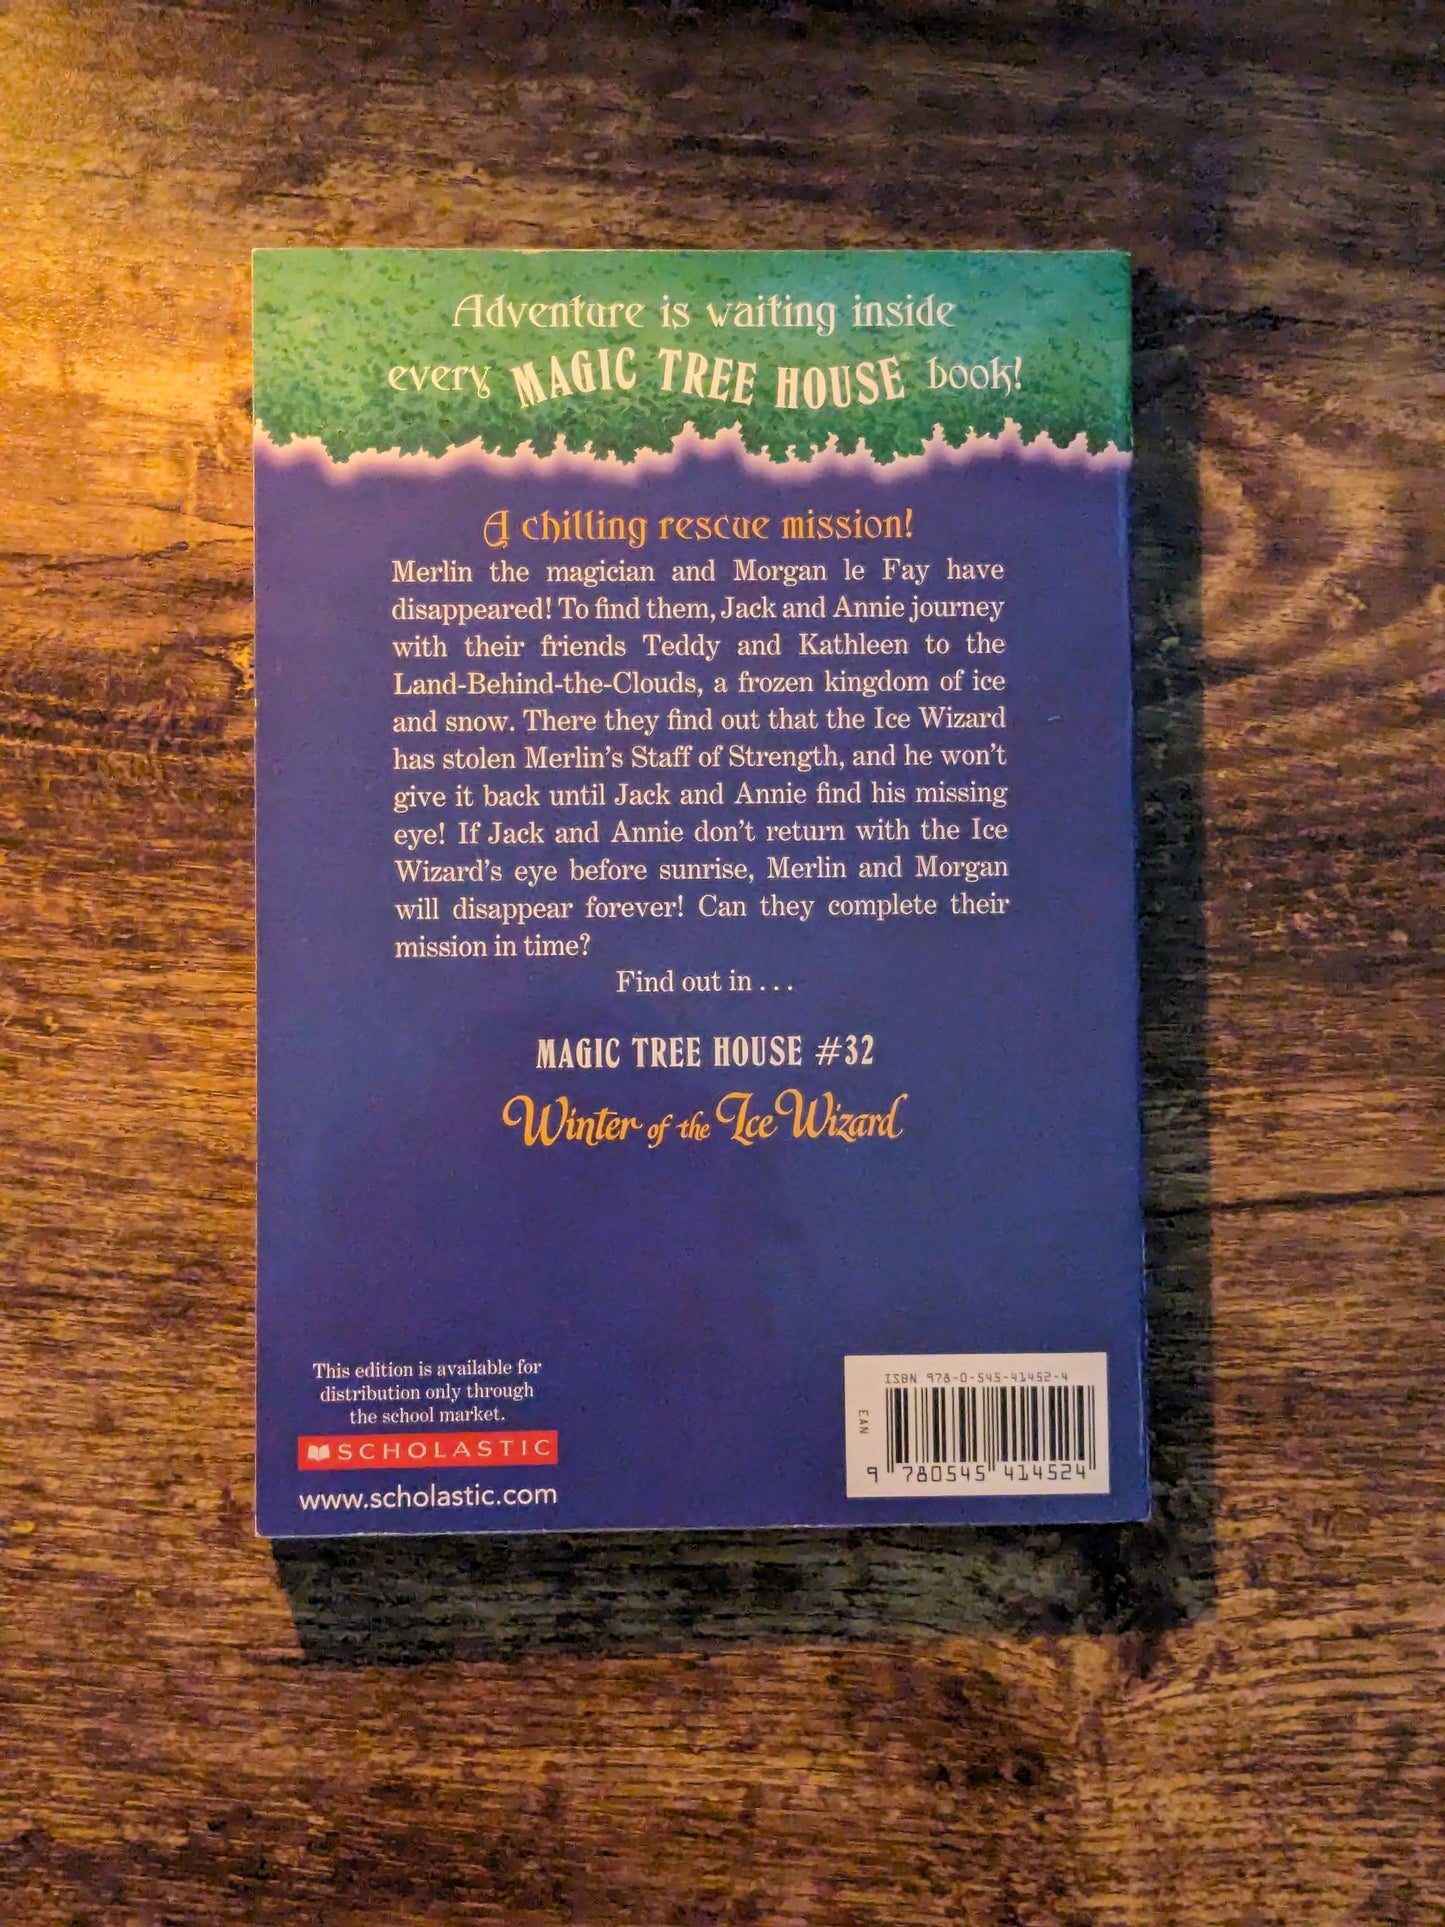 Adventure is waiting inside
every MAGIC TREE HOUSE® book!
A chilling rescue mission!
Merlin the magician and Morgan le Fay have
disappeared! To find them, Jack and Annie journey
with their friends Teddy and Kathleen to the
Land-Behind-the-Clouds, a frozen kingdom of ice
and snow. There they find out that the Ice Wizard
has stolen Merlin's Staff of Strength, and he won't
give it back until Jack and Annie find his missing
eye! If Jack and Annie don't return with the Ice
Wizard's eye before sunrise, Merlin and Morgan
will disappear forever! Can they complete their
mission in time?
Find out in . . .
MAGIC TREE HOUSE #32
Winter of the Ice Wizard
This edition is available for
distribution only through
the school market.
SCHOLASTIC
www.scholastic.com
ISBN 978-0-545-41452-4
EAN
9 780545 414524